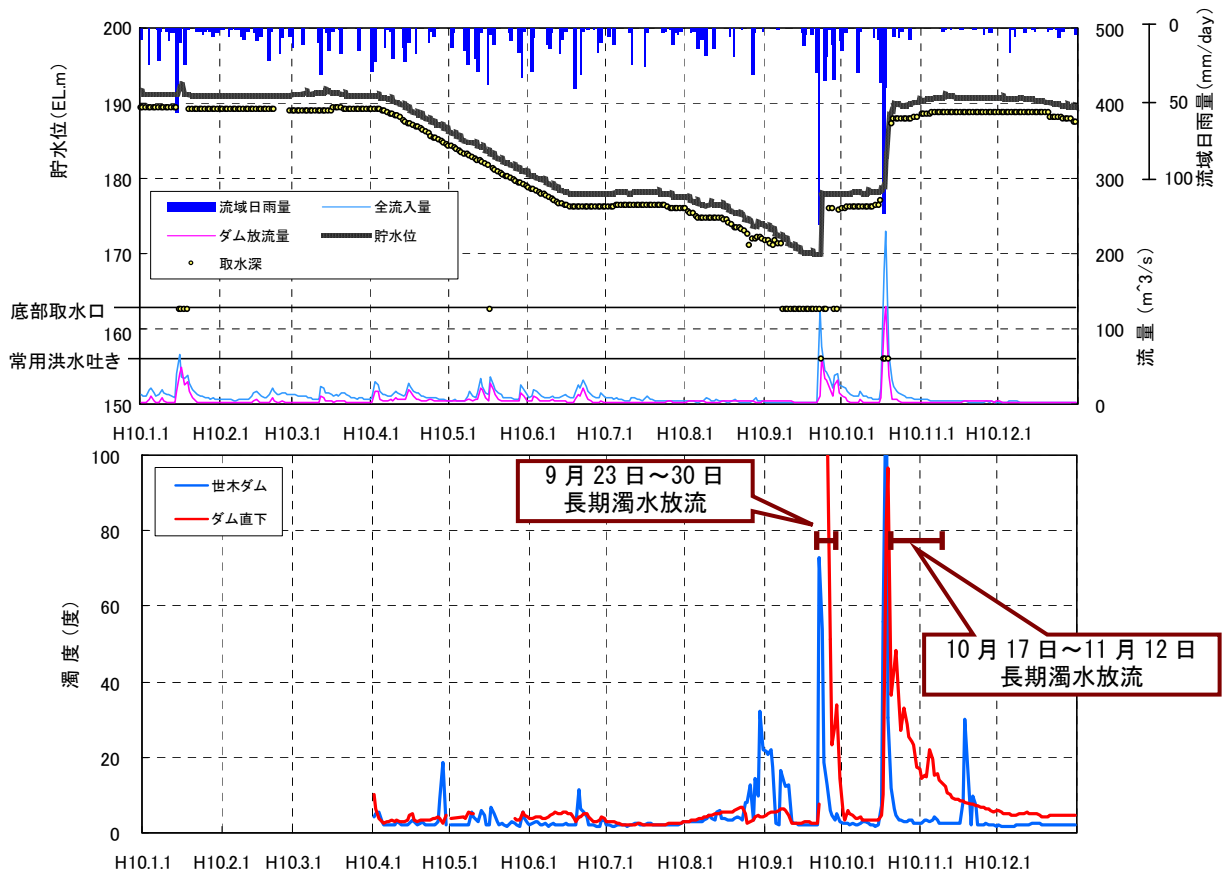 200
190
180
170
160
150
貯水位(EL.m)
500
400
300
200
100
0
流量 (m^3/s)
0
50
100
流域日雨量(mm/day)
流域日雨量
全流入量
ダム放流量
貯水位
取水深
底部取水口
常用洪水吐き
H10.1.1 H10.2.1 H10.3.1 H10.4.1 H10.5.1 H10.6.1 H10.7.1 H10.8.1 H10.9.1 H10.10.1 H10.11.1 H10.12.1
100
80
60
40
20
0
濁度(度)
世木ダム
ダム直下
9月23日～30日
長期濁水放流
10月17日～11月12日
長期濁水放流
H10.1.1 H10.2.1 H10.3.1 H10.4.1 H10.5.1 H10.6.1 H10.7.1 H10.8.1 H10.9.1 H10.10.1 H10.11.1 H10.12.1